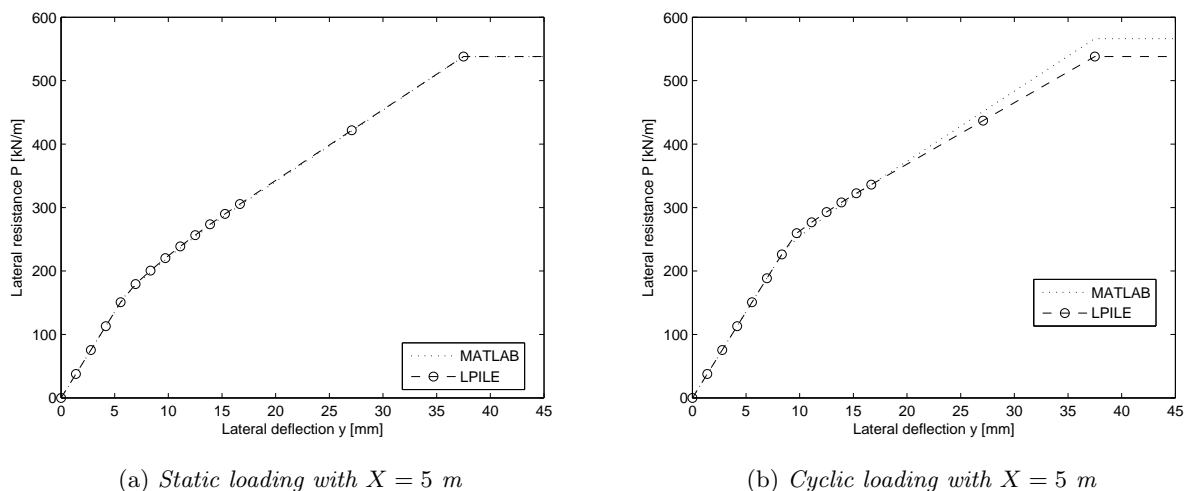 600
500
400
300
200
100
0
Lateral resistance P [kN/m]
MATLAB
LPILE
0 5 10 15 20 25 30 35 40 45
Lateral deflection y [mm]
(a) Static loading with X = 5 m
600
500
400
300
200
100
0
Lateral resistance P [kN/m]
MATLAB
LPILE
0 5 10 15 20 25 30 35 40 45
Lateral deflection y [mm]
(b) Cyclic loading with X = 5 m